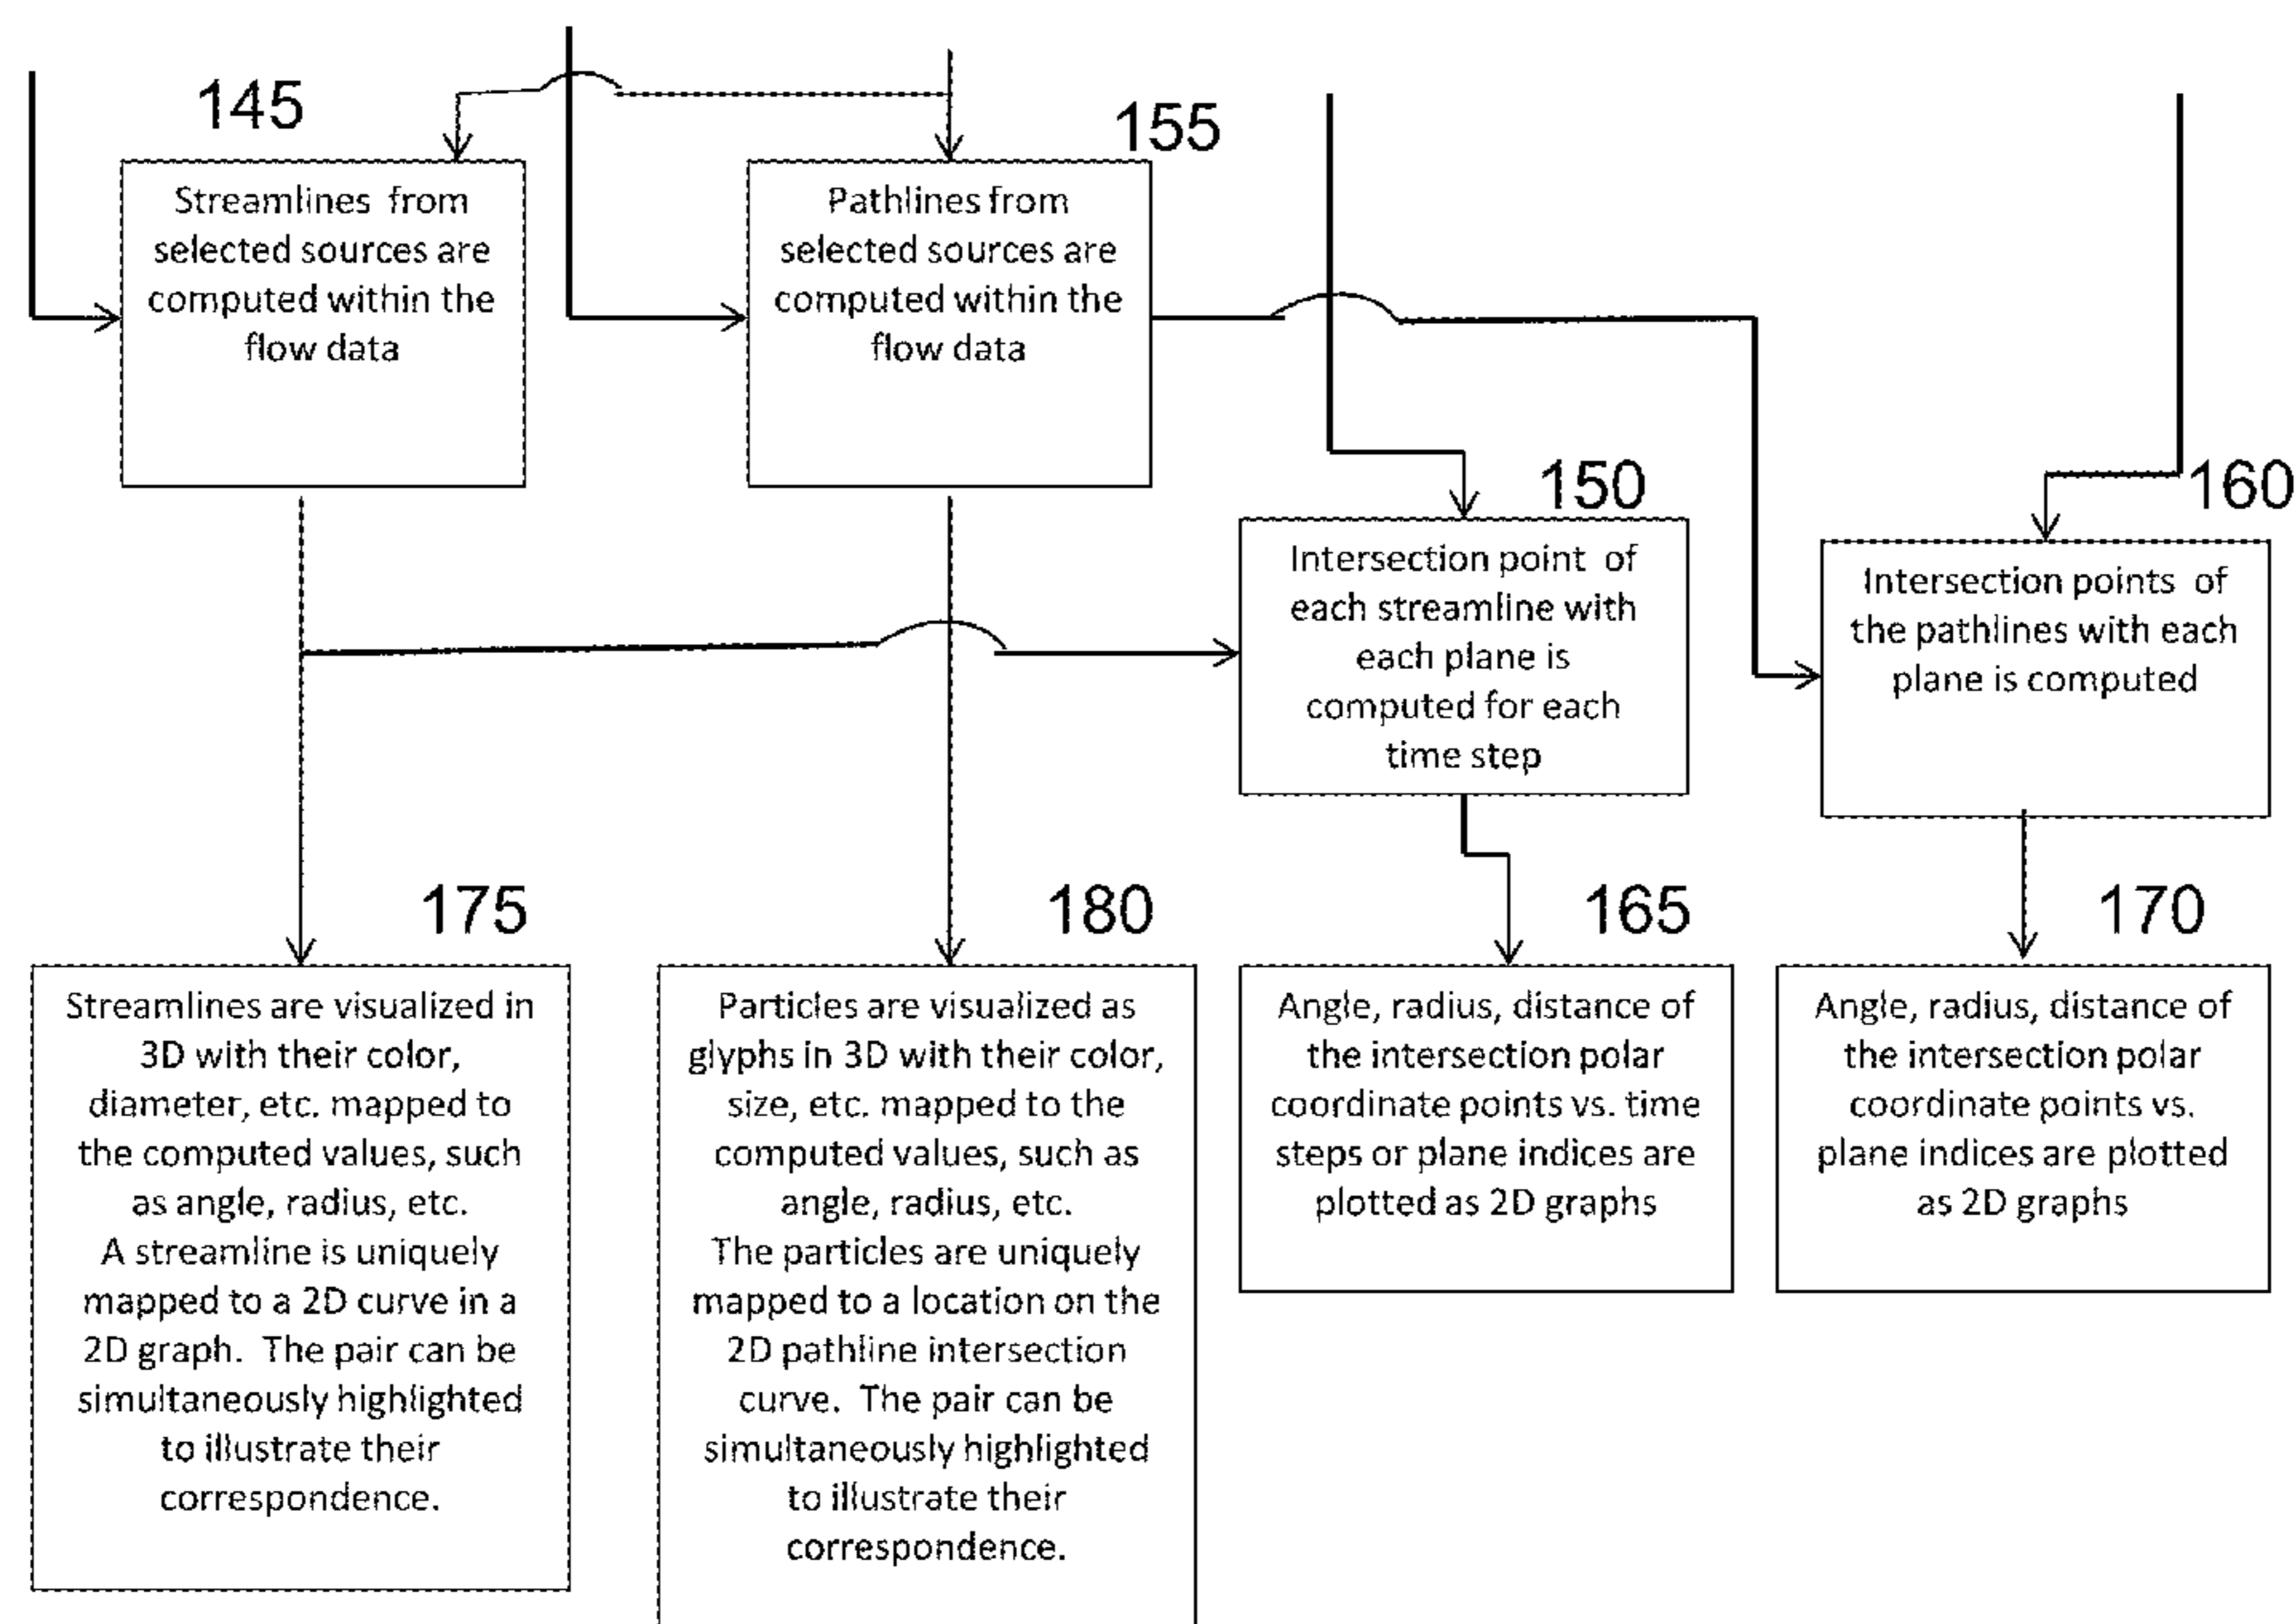 145
Streamlines from
selected sources are
computed within the
flow data
155
Pathlines from
selected sources are
computed within the
flow data
150
Intersection point of
each streamline with
each plane is
computed for each
time step
160
Intersection points of
the pathlines with each
plane is computed
175
Streamlines are visualized in
3D with their color,
diameter, etc. mapped to
the computed values, such
as angle, radius, etc.
A streamline is uniquely
mapped to a 2D curve in a
2D graph. The pair can be
simultaneously highlighted
to illustrate their
correspondence.
180
Particles are visualized as
glyphs in 3D with their color,
size, etc. mapped to the
computed values, such as
angle, radius, etc.
The particles are uniquely
mapped to a location on the
2D pathline intersection
curve. The pair can be
simultaneously highlighted
to illustrate their
correspondence.
165
Angle, radius, distance of
the intersection polar
coordinate points vs. time
steps or plane indices are
plotted as 2D graphs
170
Angle, radius, distance of
the intersection polar
coordinate points vs.
plane indices are plotted
as 2D graphs